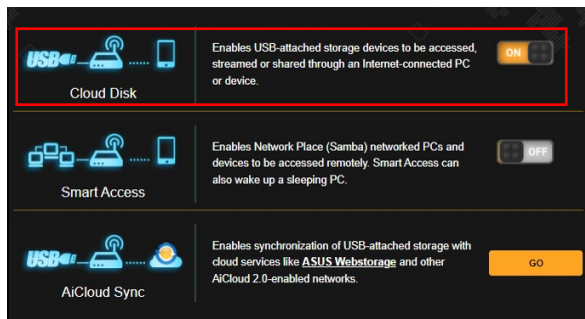 USB
Cloud Disk
Enables USB-attached storage devices to be accessed,
streamed or shared through an Internet-connected PC
or device.
ON
Smart Access
Enables Network Place (Samba) networked PCs and
devices to be accessed remotely. Smart Access can
also wake up a sleeping PC.
OFF
USB
AiCloud Sync
Enables synchronization of USB-attached storage with
cloud services like ASUS Webstorage and other
AiCloud 2.0-enabled networks.
GO